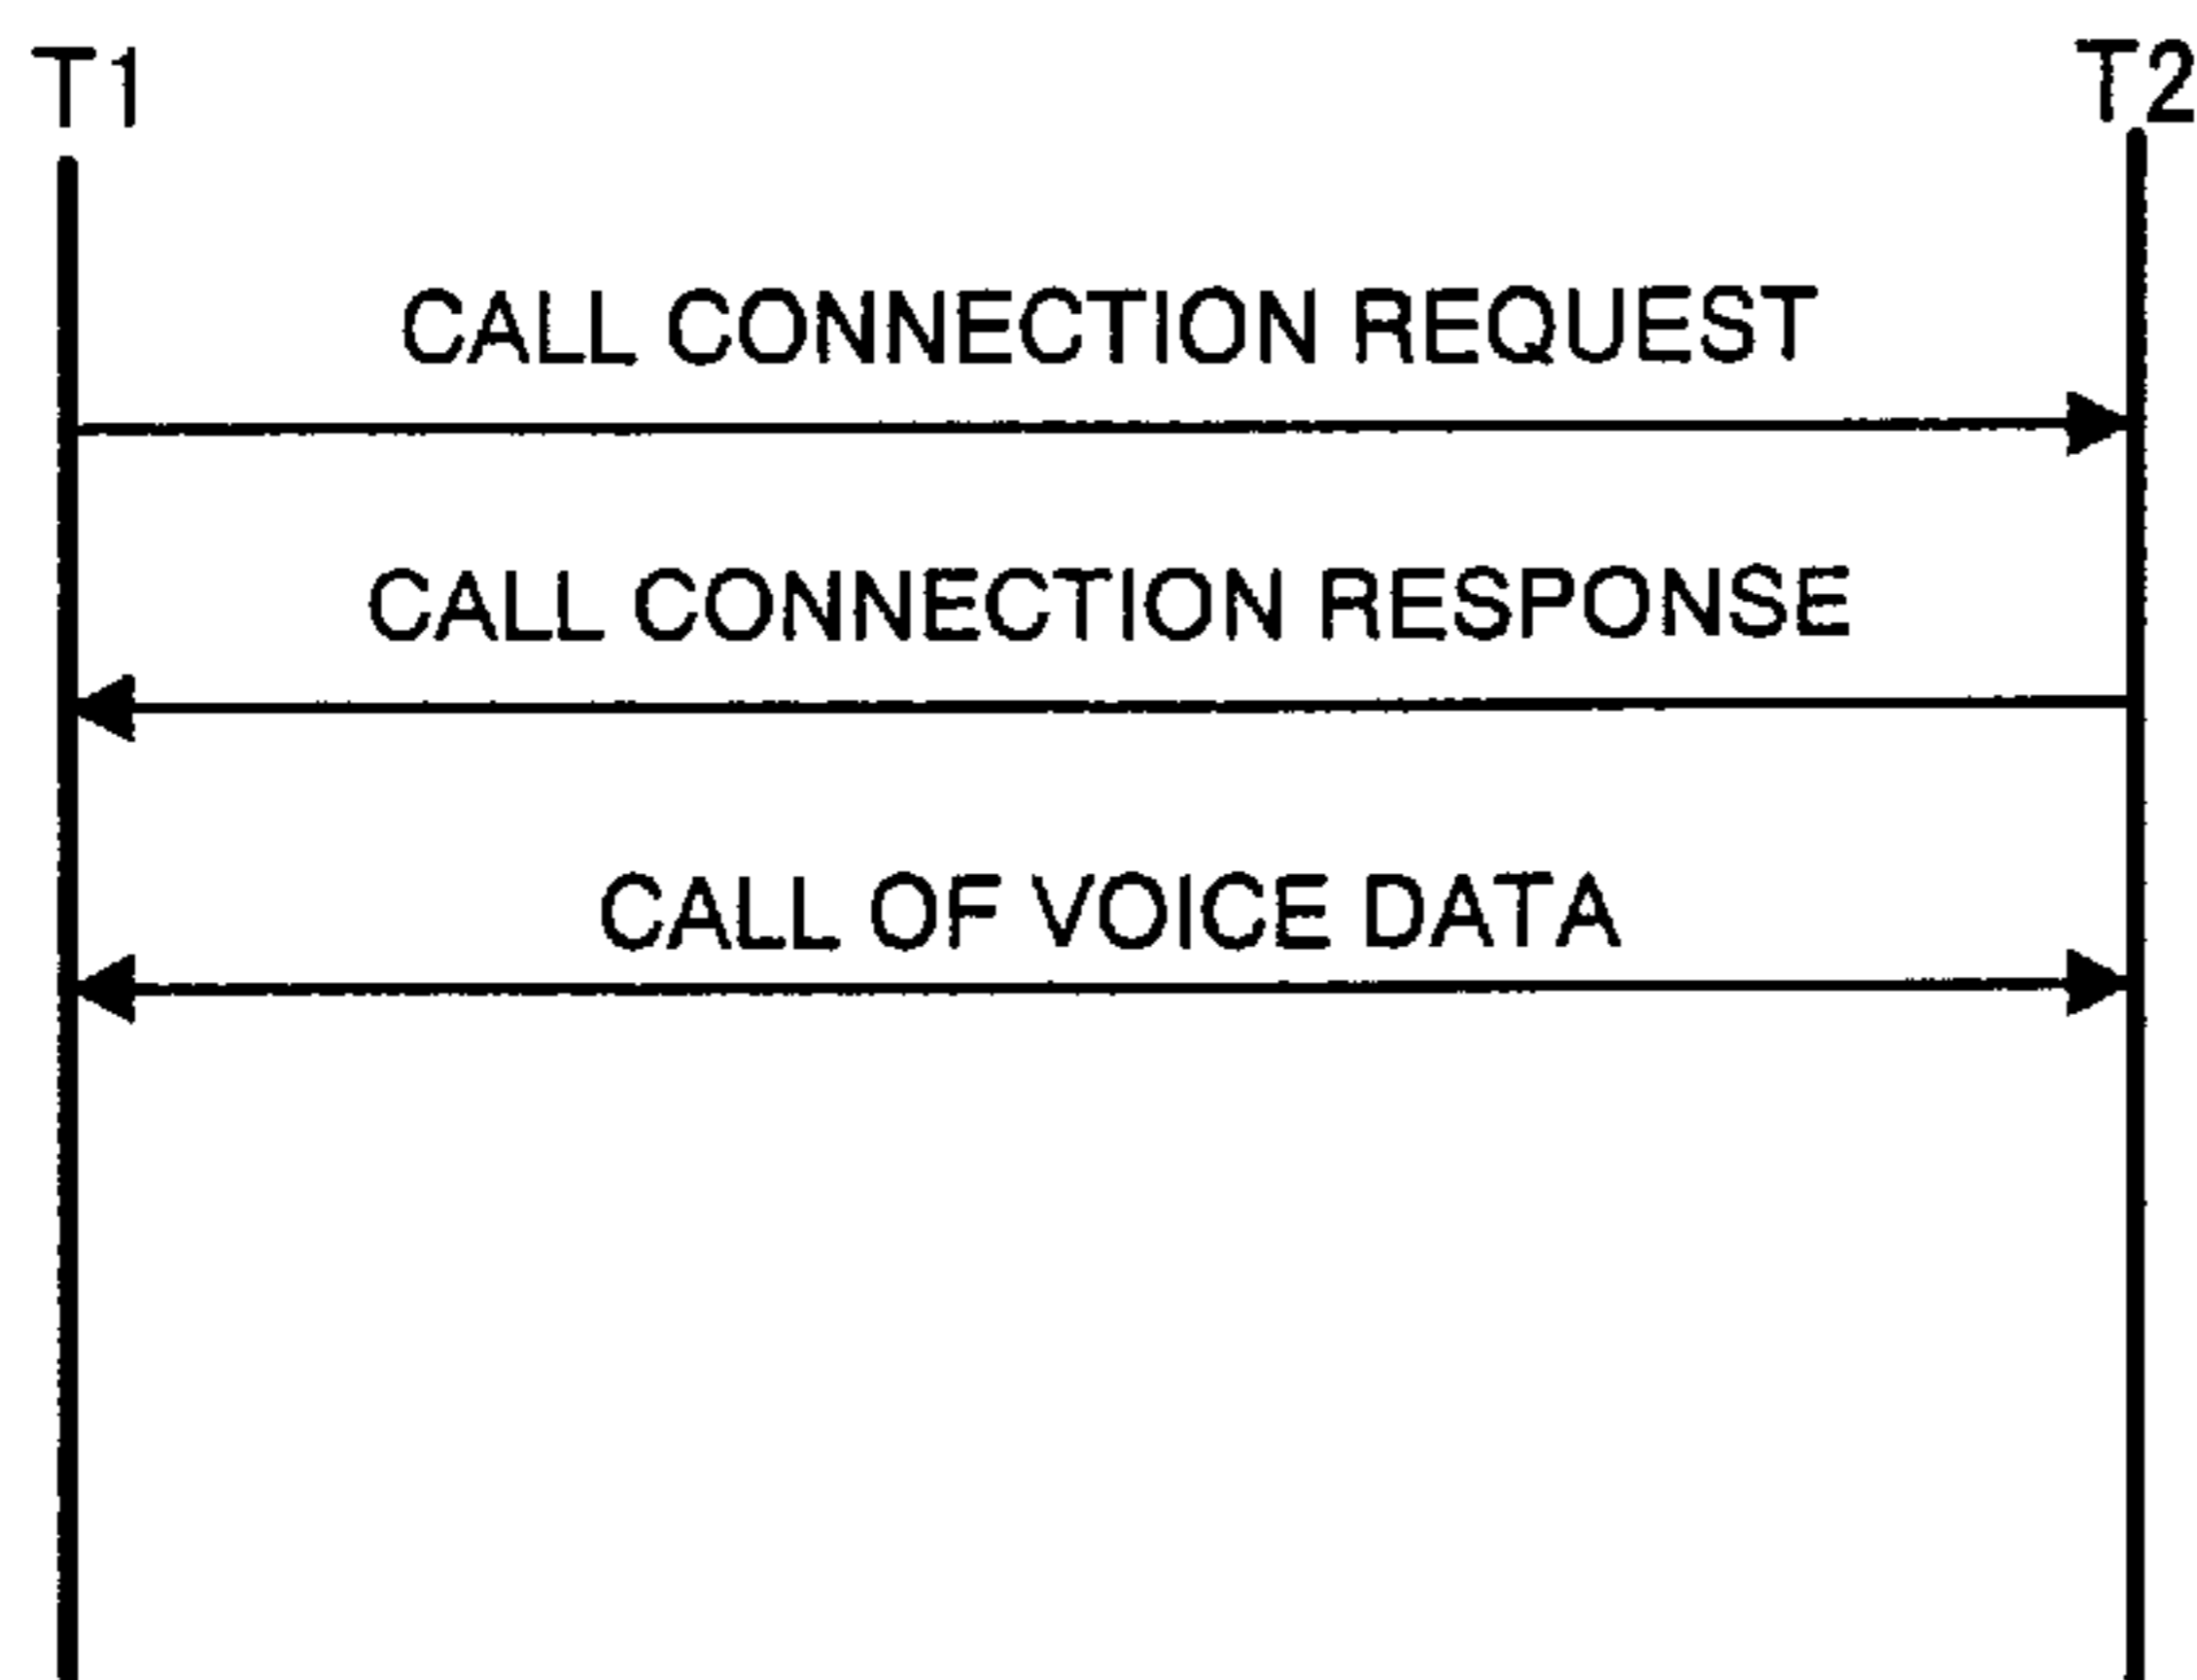 T1
T2
CALL CONNECTION REQUEST
CALL CONNECTION RESPONSE
CALL OF VOICE DATA